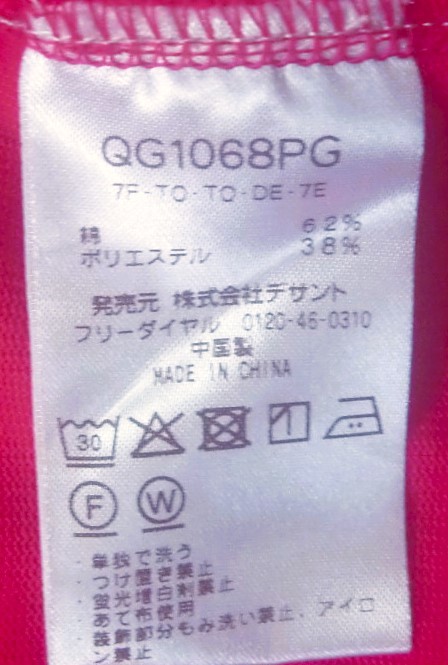 QG1068PG
7F-TO-TO-DE-7E
綿 62%
ポリエステル 38%
発売元 株式会社デサント
フリーダイヤル 0120-46-0310
中国製
MADE IN CHINA
30
F W
・単独で洗う
・つけ置き禁止
・蛍光増白剤禁止
・あて布使用
・装飾部分もみ洗い禁止、アイロ
ン禁止